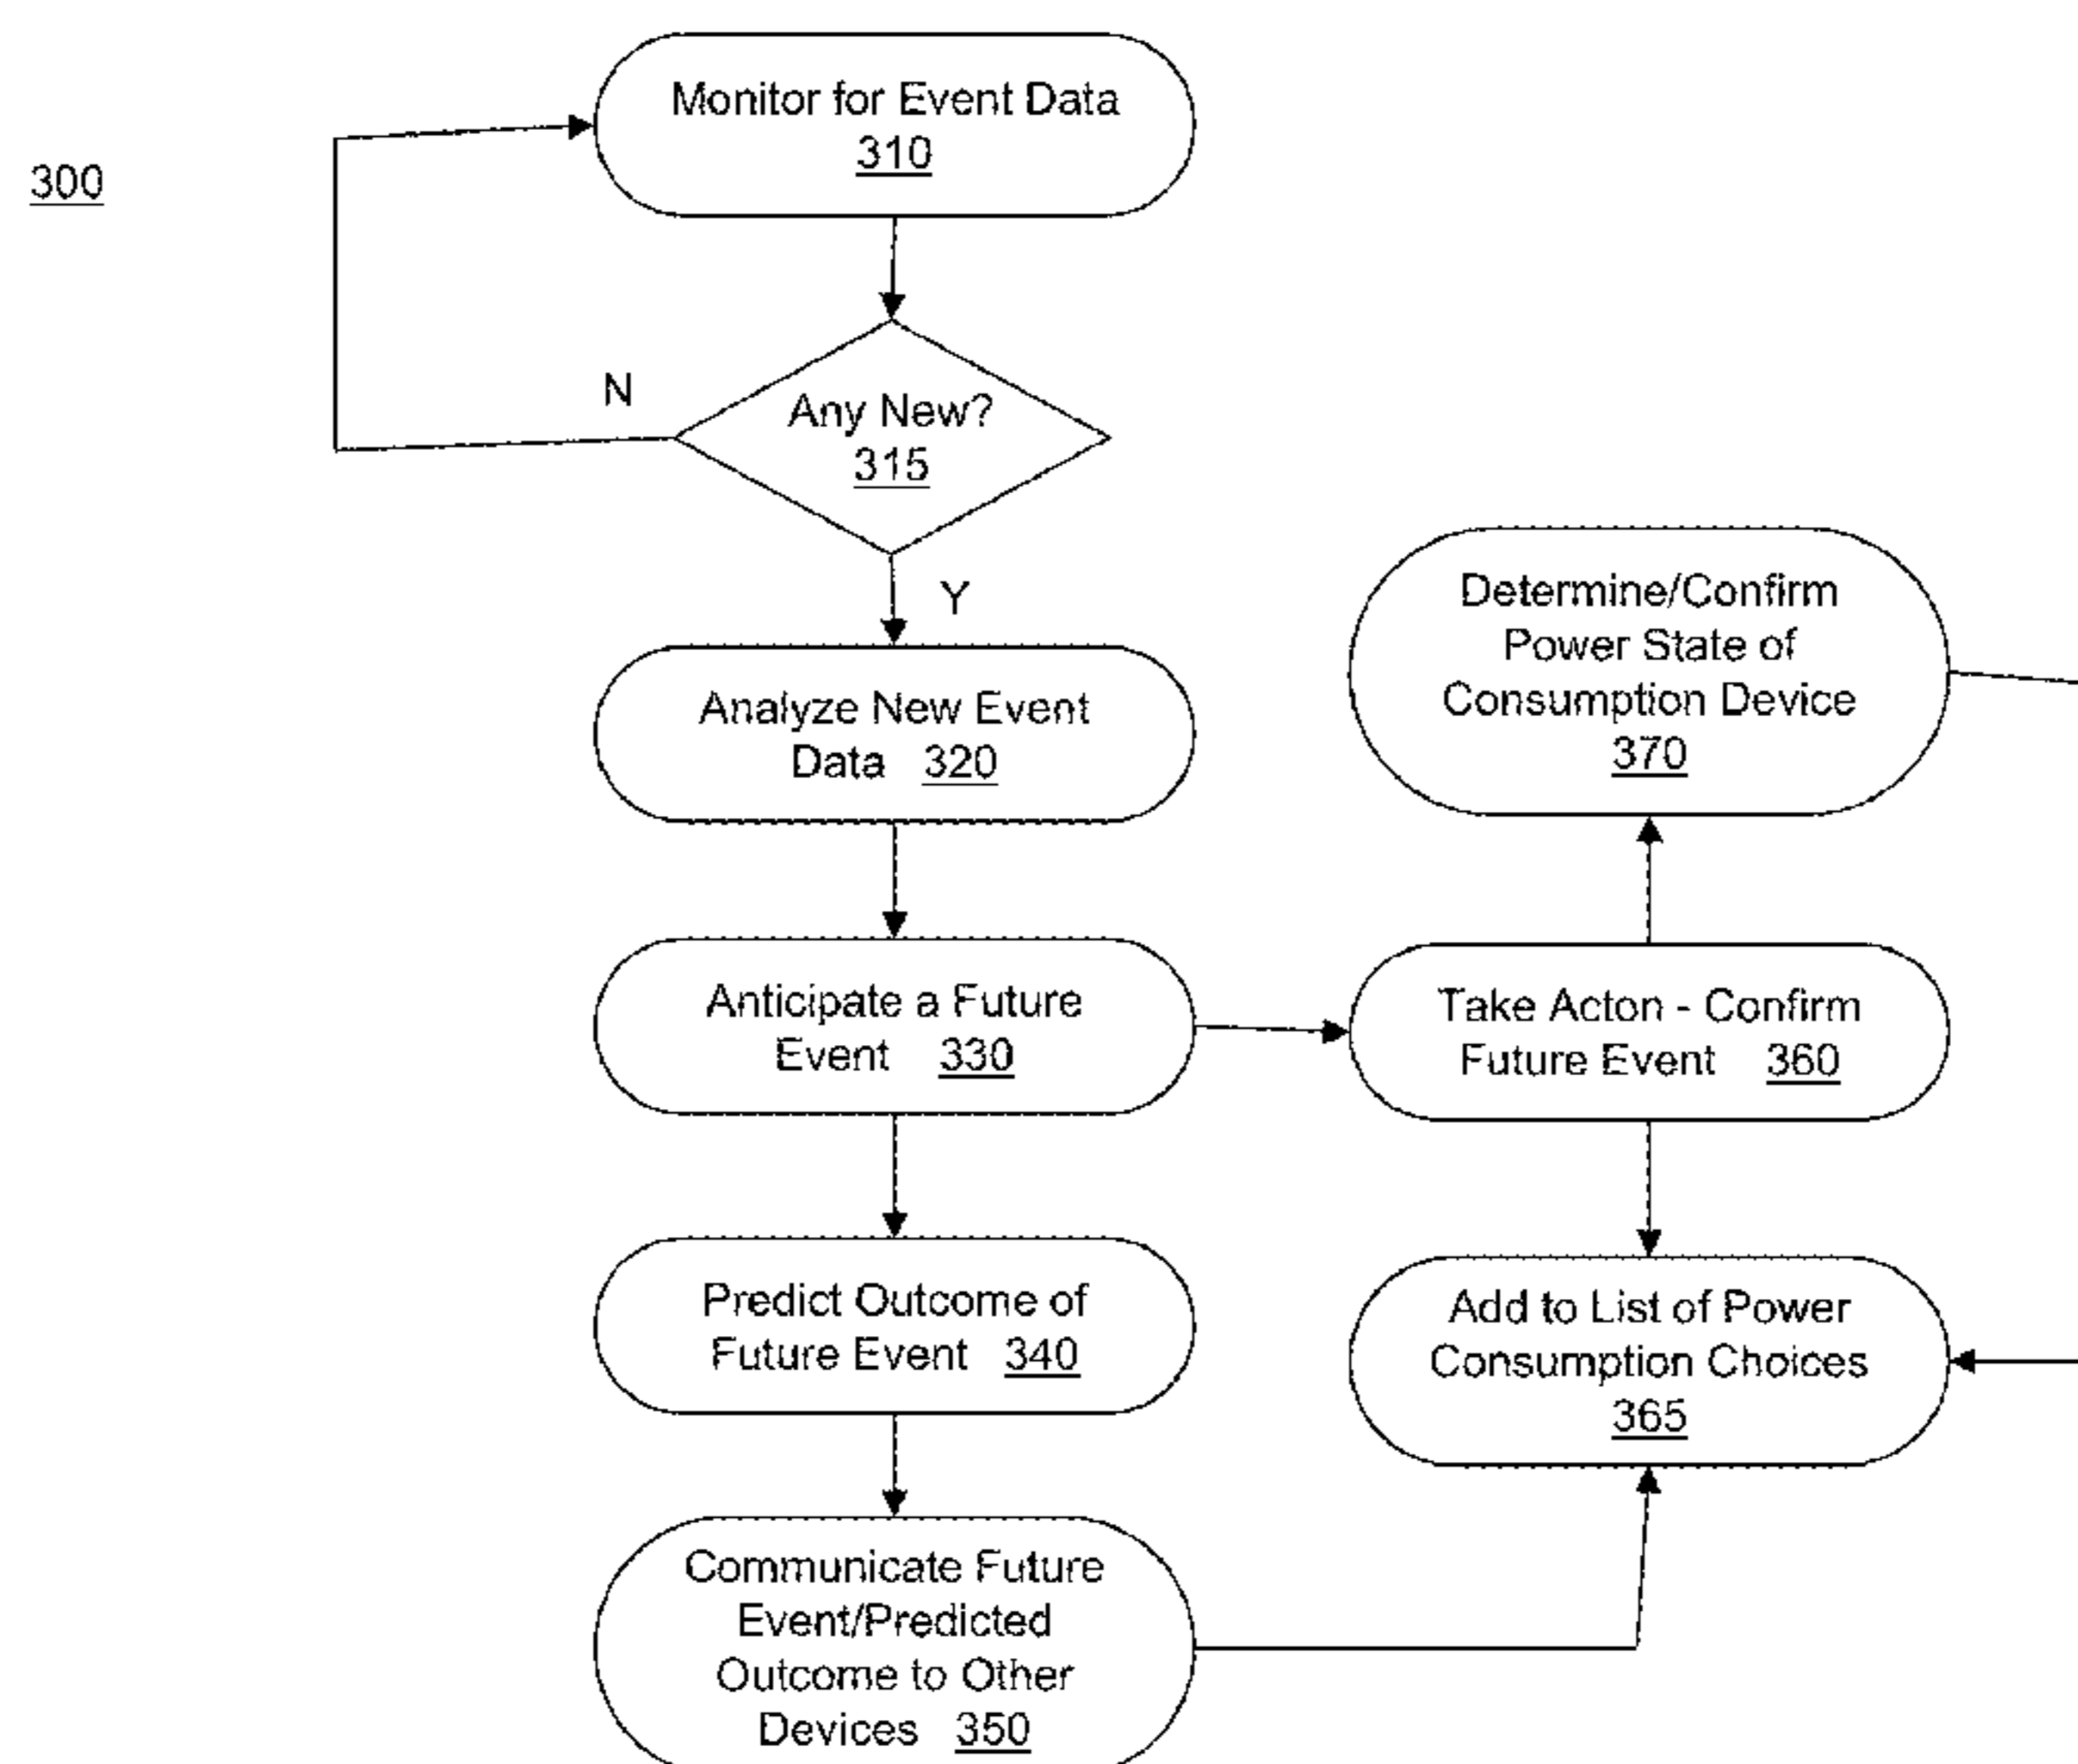 300
Monitor for Event Data
310
Any New?
315
N
Y
Analyze New Event
Data 320
Anticipate a Future
Event 330
Predict Outcome of
Future Event 340
Communicate Future
Event/Predicted
Outcome to Other
Devices 350
Determine/Confirm
Power State of
Consumption Device
370
Take Acton - Confirm
Future Event 360
Add to List of Power
Consumption Choices
365